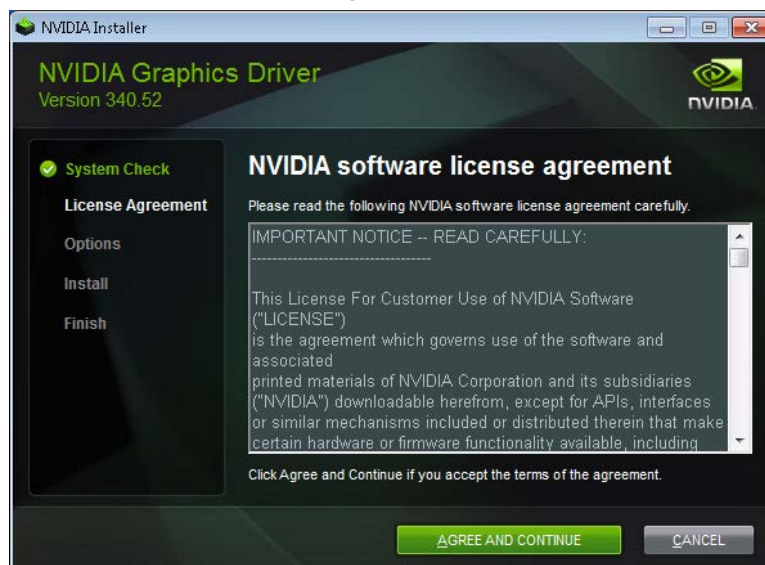 NVIDIA Installer
NVIDIA Graphics Driver
Version 340.52
NVIDIA
System Check
License Agreement
Options
Install
Finish
NVIDIA software license agreement
Please read the following NVIDIA software license agreement carefully.
IMPORTANT NOTICE -- READ CAREFULLY:
-----------------------------------
This License For Customer Use of NVIDIA Software
("LICENSE")
is the agreement which governs use of the software and
associated
printed materials of NVIDIA Corporation and its subsidiaries
("NVIDIA") downloadable herefrom, except for APIs, interfaces
or similar mechanisms included or distributed therein that make
certain hardware or firmware functionality available, including
Click Agree and Continue if you accept the terms of the agreement.
AGREE AND CONTINUE
CANCEL